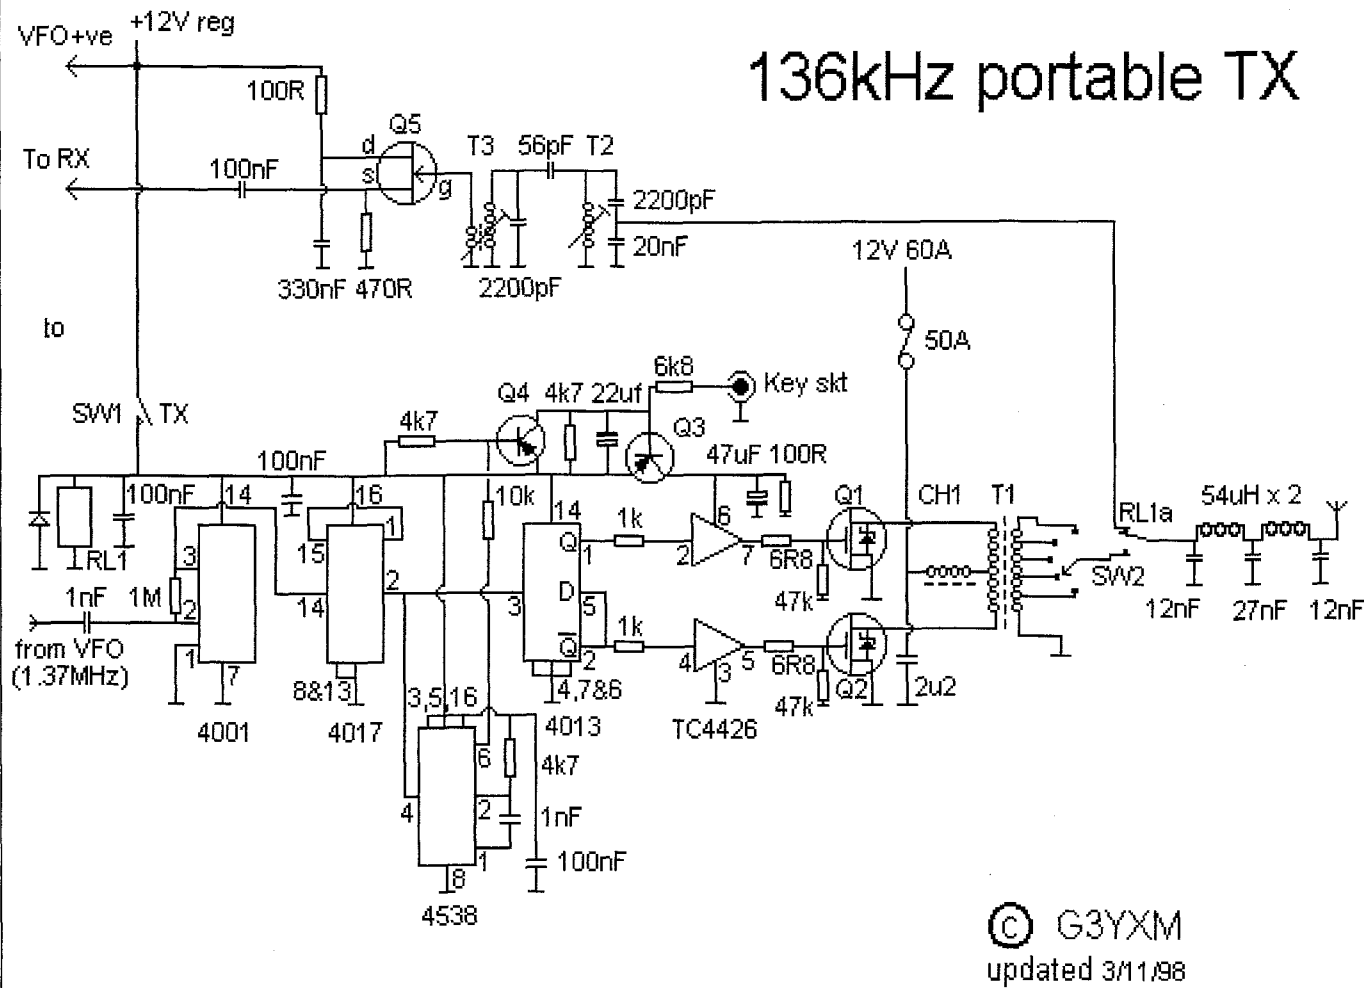 136kHz portable TX
+12V reg
VFO+ve
100R
Q5
d
s
g
T3
56pF
T2
To RX
100nF
2200pF
20nF
330nF
470R
2200pF
12V 60A
50A
to
SW1
TX
Q4
4k7
22uf
6k8
Key skt
4k7
Q3
47uF
100R
100nF
100nF
14
16
1
15
10k
14
1k
6
Q1
CH1
T1
54uH x 2
RL1a
RL1
3
Q
1
2
7
6R8
SW2
1nF
1M
2
14
2
3
D
5
1k
47k
12nF
27nF
12nF
from VFO
(1.37MHz)
1
7
8&13
3,5,16
Q
2
4,7&6
4
3
5
6R8
47k
Q2
2u2
4001
4017
4013
TC4426
6
4k7
4
2
1nF
1
100nF
8
4538
c G3YXM
updated 3/11/98